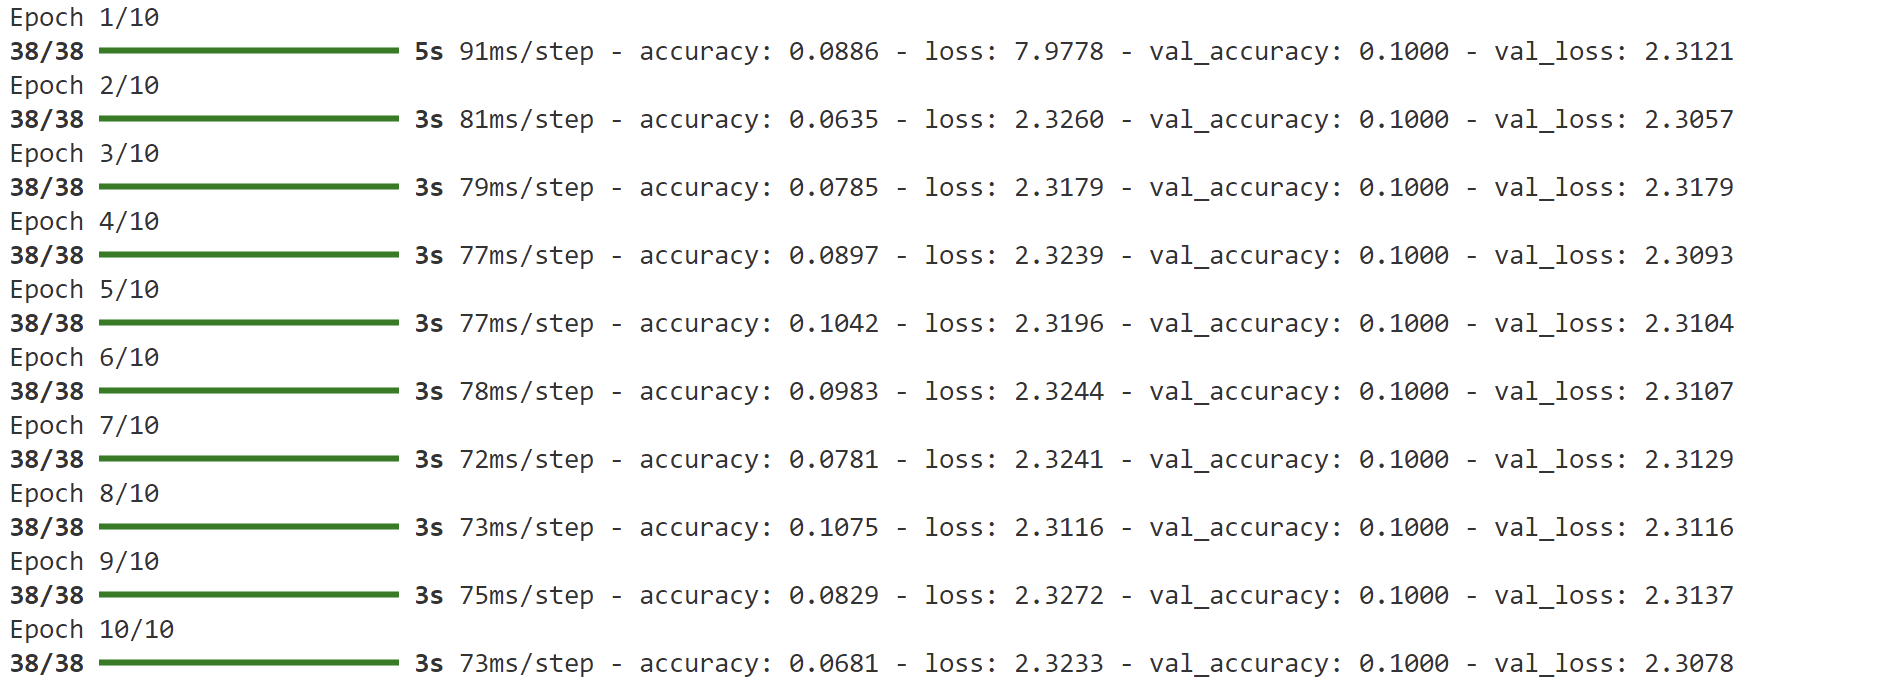 Epoch 1/10
38/38 5s 91ms/step - accuracy: 0.0886 - loss: 7.9778 - val_accuracy: 0.1000 - val_loss: 2.3121
Epoch 2/10
38/38 3s 81ms/step - accuracy: 0.0635 - loss: 2.3260 - val_accuracy: 0.1000 - val_loss: 2.3057
Epoch 3/10
38/38 3s 79ms/step - accuracy: 0.0785 - loss: 2.3179 - val_accuracy: 0.1000 - val_loss: 2.3179
Epoch 4/10
38/38 3s 77ms/step - accuracy: 0.0897 - loss: 2.3239 - val_accuracy: 0.1000 - val_loss: 2.3093
Epoch 5/10
38/38 3s 77ms/step - accuracy: 0.1042 - loss: 2.3196 - val_accuracy: 0.1000 - val_loss: 2.3104
Epoch 6/10
38/38 3s 78ms/step - accuracy: 0.0983 - loss: 2.3244 - val_accuracy: 0.1000 - val_loss: 2.3107
Epoch 7/10
38/38 3s 72ms/step - accuracy: 0.0781 - loss: 2.3241 - val_accuracy: 0.1000 - val_loss: 2.3129
Epoch 8/10
38/38 3s 73ms/step - accuracy: 0.1075 - loss: 2.3116 - val_accuracy: 0.1000 - val_loss: 2.3116
Epoch 9/10
38/38 3s 75ms/step - accuracy: 0.0829 - loss: 2.3272 - val_accuracy: 0.1000 - val_loss: 2.3137
Epoch 10/10
38/38 3s 73ms/step - accuracy: 0.0681 - loss: 2.3233 - val_accuracy: 0.1000 - val_loss: 2.3078